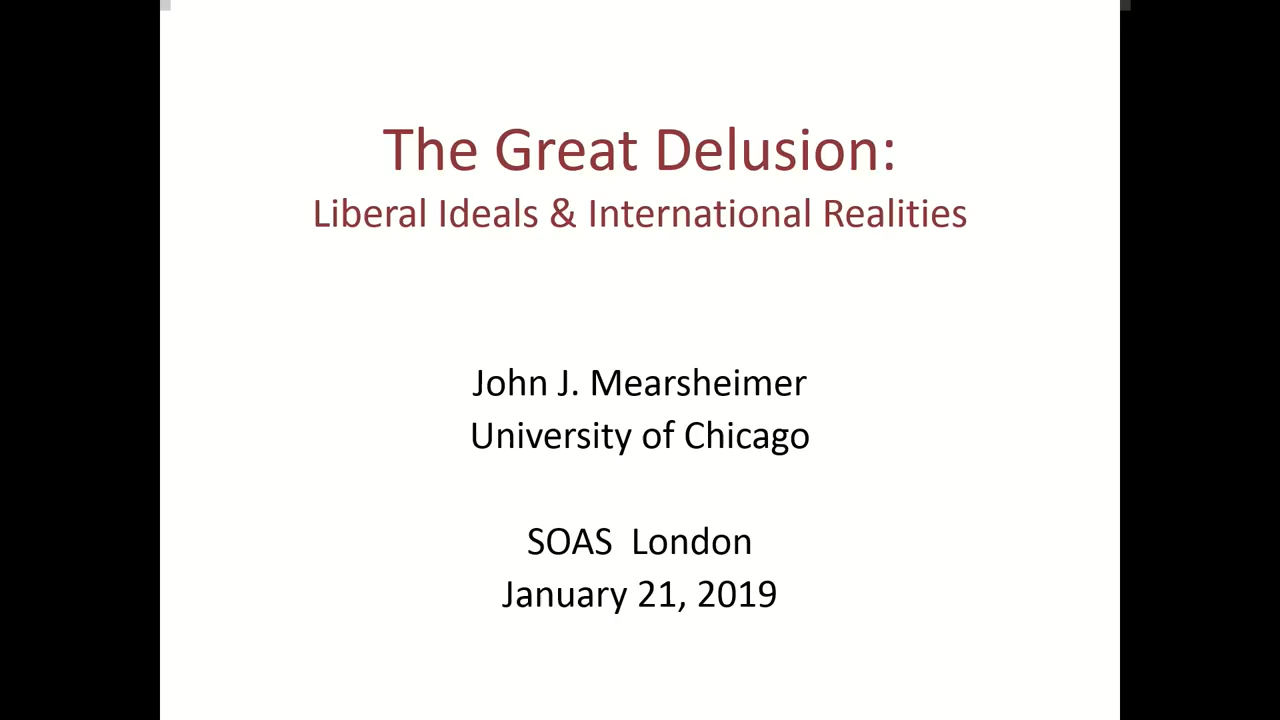 The Great Delusion:
Liberal Ideals & International Realities
John J. Mearsheimer
University of Chicago
SOAS London
January 21, 2019